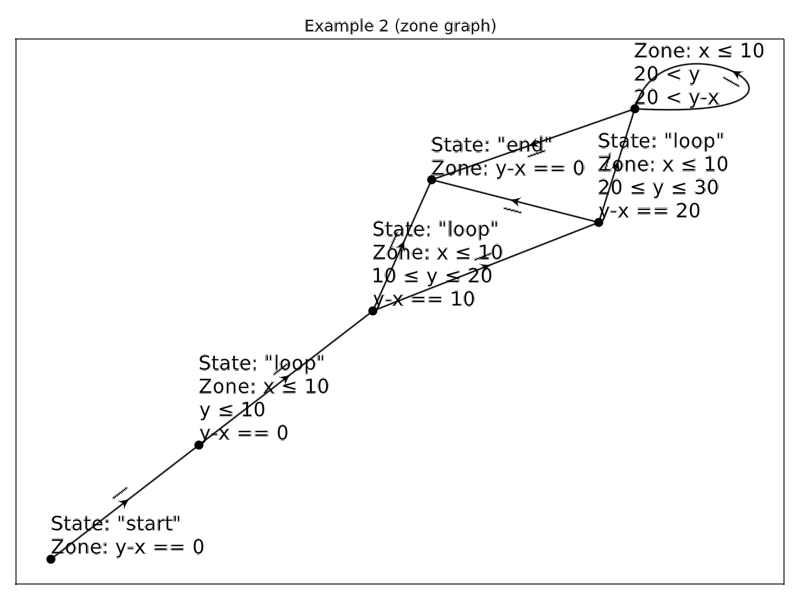 Example 2 (zone graph)
Zone: x ≤ 10
20 < y
20 < y-x
State: "end"
Zone: y-x == 0
State: "loop"
Zone: x ≤ 10
20 ≤ y ≤ 30
y-x == 20
State: "loop"
Zone: x ≤ 10
10 ≤ y ≤ 20
y-x == 10
State: "loop"
Zone: x ≤ 10
y ≤ 10
y-x == 0
State: "start"
Zone: y-x == 0